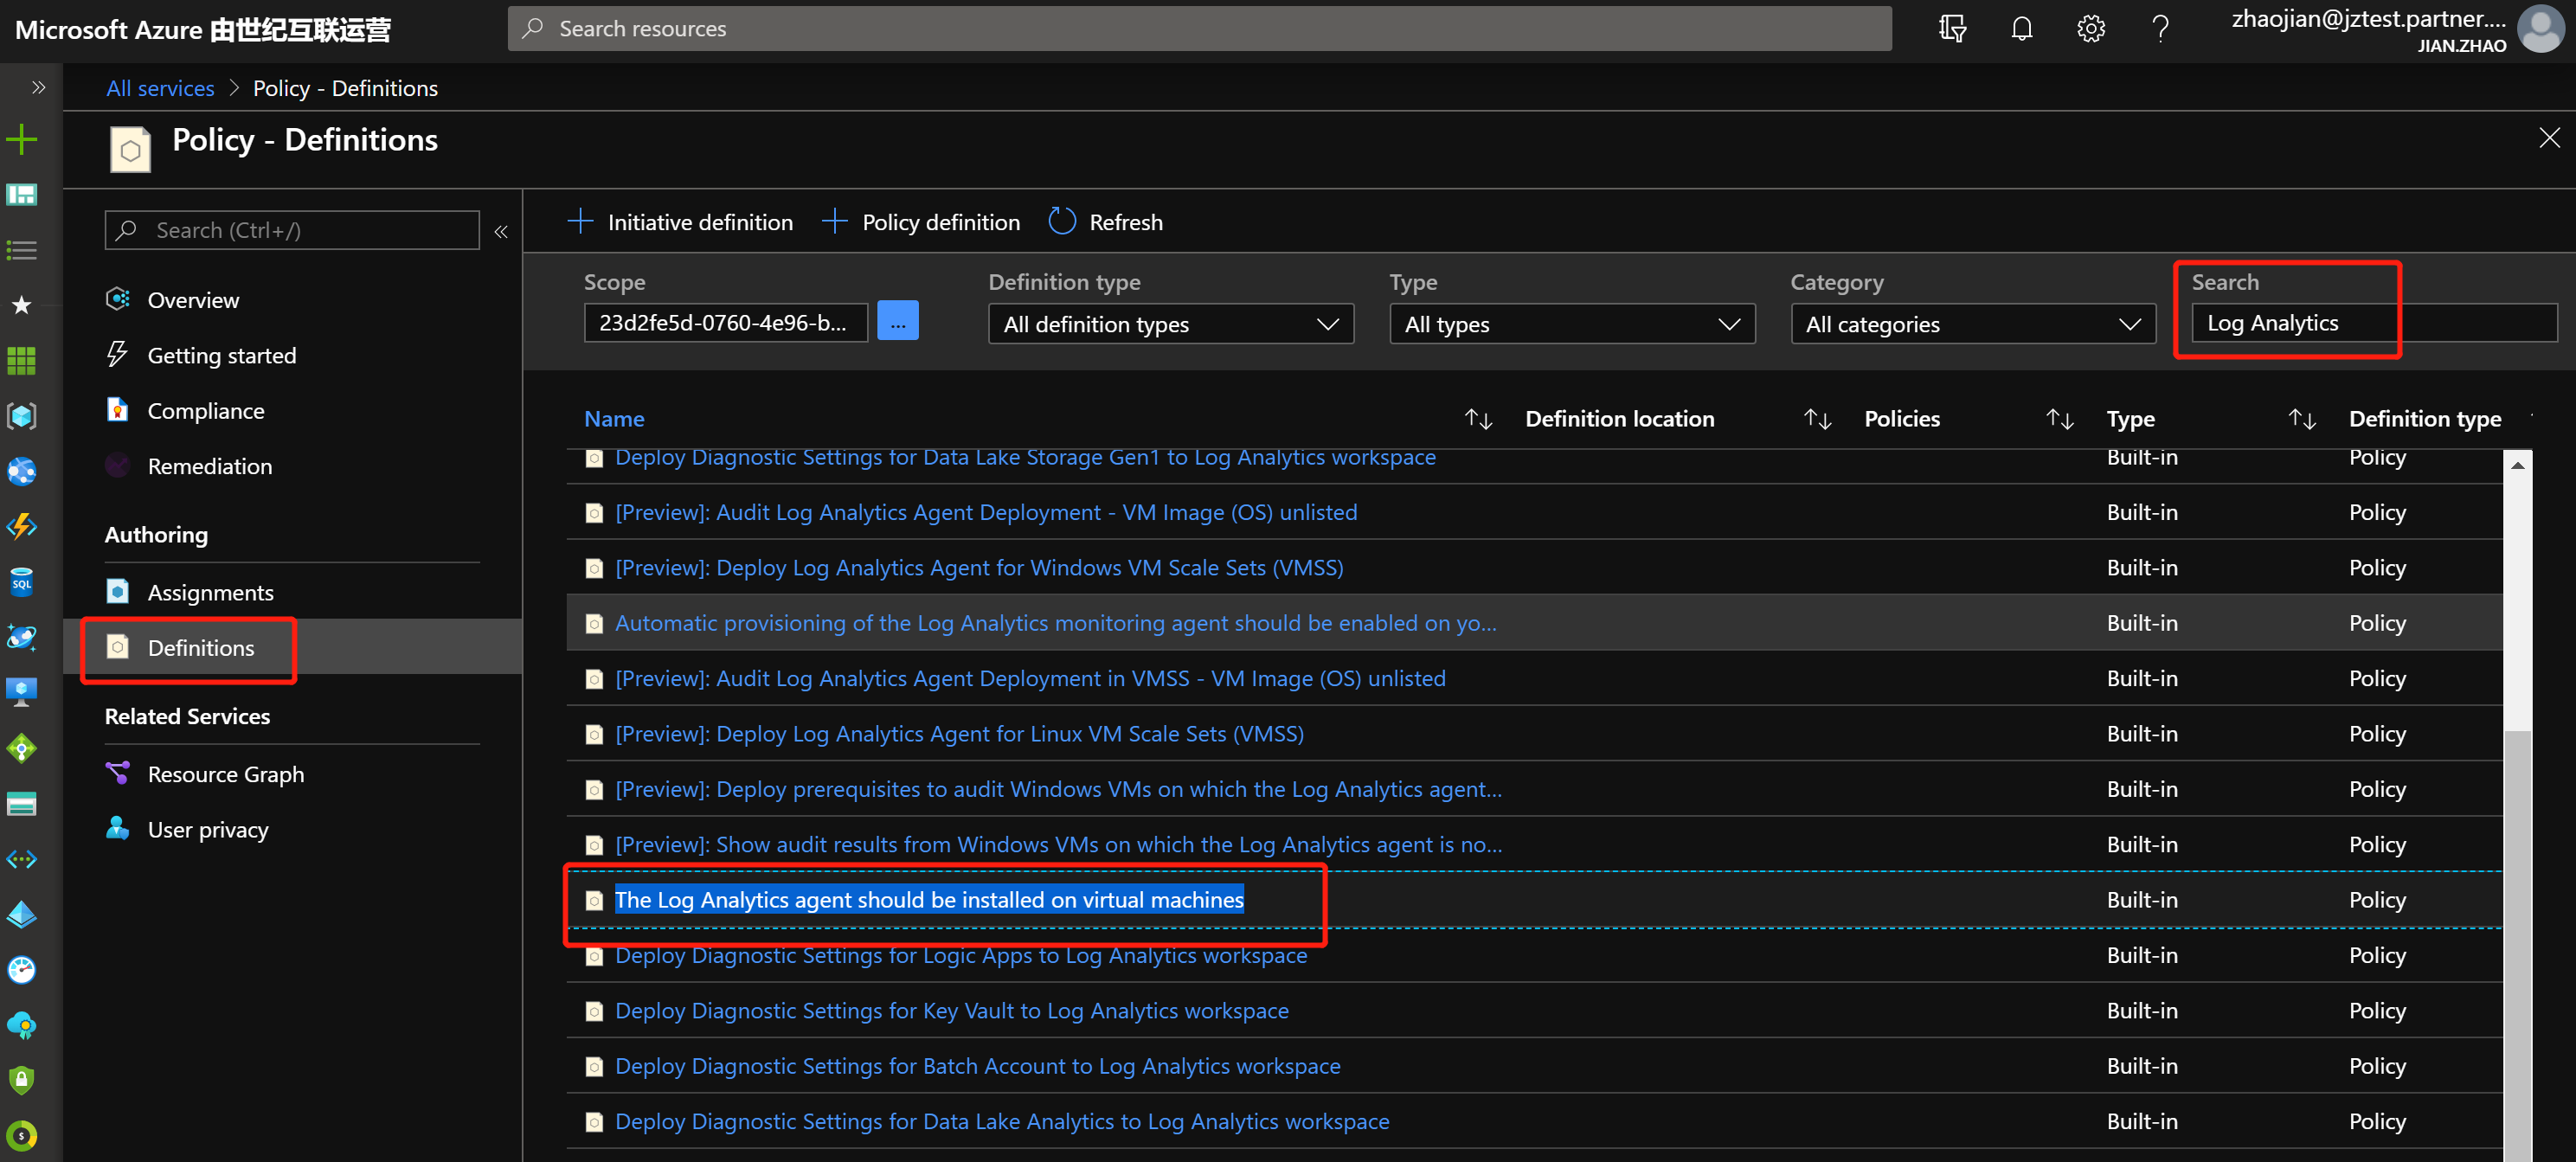 Microsoft Azure 由世纪互联运营
Search resources
zhaojian@jztest.partner....
JIAN.ZHAO
All services > Policy - Definitions
Policy - Definitions
Search (Ctrl+/)
Overview
Getting started
Compliance
Remediation
Authoring
Assignments
Definitions
Related Services
Resource Graph
User privacy
Initiative definition
Policy definition
Refresh
Scope
Definition type
Type
Category
Search
23d2fe5d-0760-4e96-b...
...
All definition types
All types
All categories
Log Analytics
Name Definition location Policies Type Definition type
Deploy Diagnostic Settings for Data Lake Storage Gen1 to Log Analytics workspace Built-in Policy
[Preview]: Audit Log Analytics Agent Deployment - VM Image (OS) unlisted Built-in Policy
[Preview]: Deploy Log Analytics Agent for Windows VM Scale Sets (VMSS) Built-in Policy
Automatic provisioning of the Log Analytics monitoring agent should be enabled on yo... Built-in Policy
[Preview]: Audit Log Analytics Agent Deployment in VMSS - VM Image (OS) unlisted Built-in Policy
[Preview]: Deploy Log Analytics Agent for Linux VM Scale Sets (VMSS) Built-in Policy
[Preview]: Deploy prerequisites to audit Windows VMs on which the Log Analytics agent... Built-in Policy
[Preview]: Show audit results from Windows VMs on which the Log Analytics agent is no... Built-in Policy
The Log Analytics agent should be installed on virtual machines Built-in Policy
Deploy Diagnostic Settings for Logic Apps to Log Analytics workspace Built-in Policy
Deploy Diagnostic Settings for Key Vault to Log Analytics workspace Built-in Policy
Deploy Diagnostic Settings for Batch Account to Log Analytics workspace Built-in Policy
Deploy Diagnostic Settings for Data Lake Analytics to Log Analytics workspace Built-in Policy
SQL